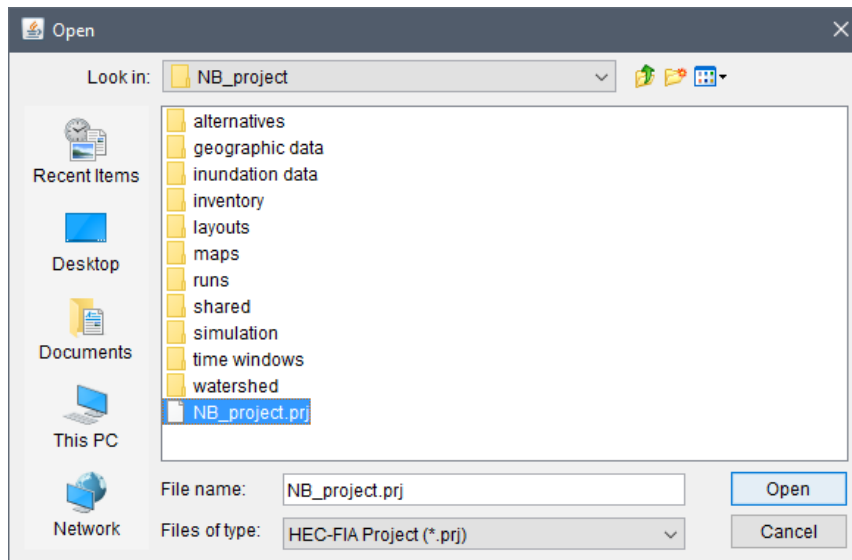 Open
Look in: NB_project
alternatives
geographic data
inundation data
inventory
layouts
maps
runs
shared
simulation
time windows
watershed
NB_project.prj
Recent Items
Desktop
Documents
This PC
Network
File name: NB_project.prj Open
Files of type: HEC-FIA Project (*.prj) Cancel